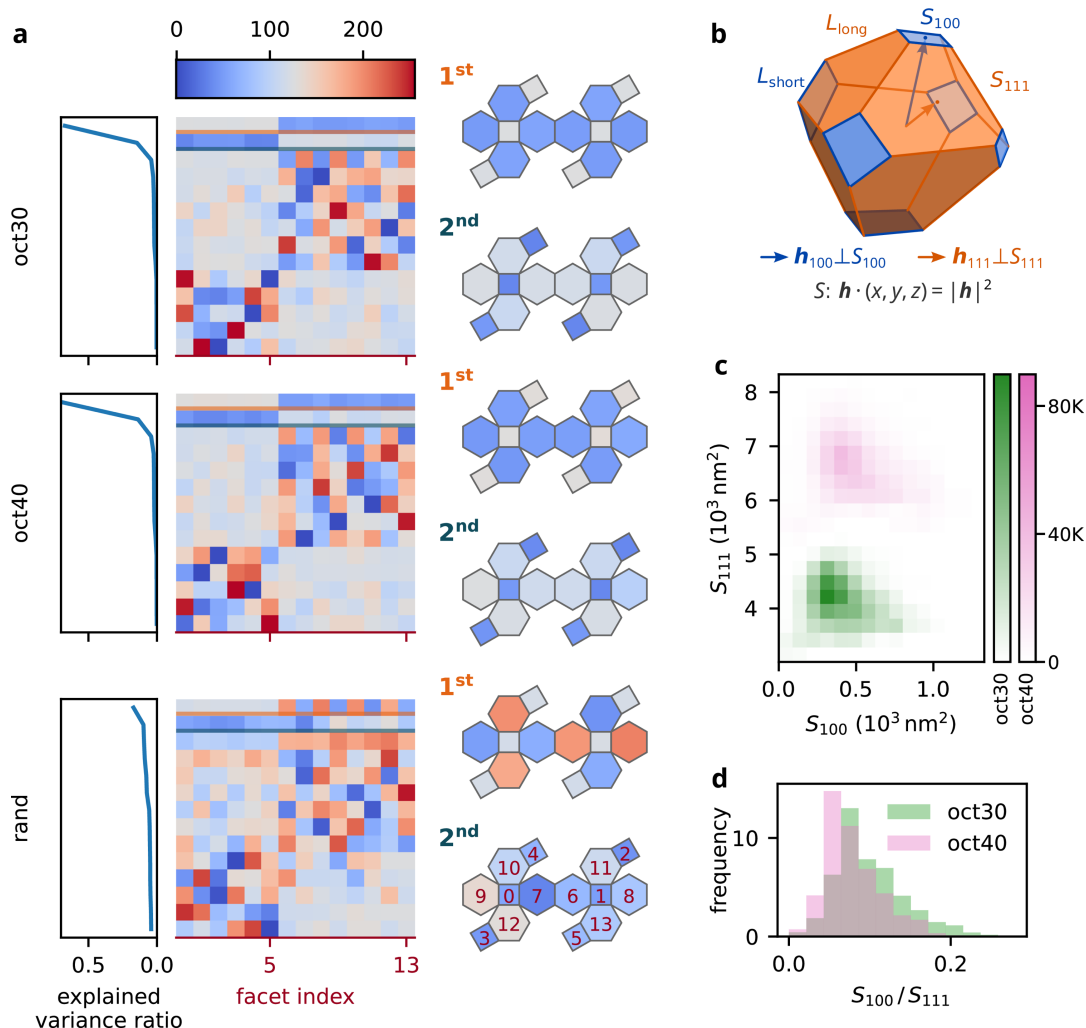 a
0 200
oct30
1st
2nd
oct40
1st
2nd
rand
1st
2nd
10 4 11 2
9 0 7 6 1 8
12 13
3 5
0.5 0.0
explained
variance ratio
5 13
facet index
b
Llong
S100
Lshort
S111
h100⊥S100 h111⊥S111
S: h · (x, y, z) = |h|²
c
8
7
6
5
4
S111 (10³ nm²)
0.0 0.5 1.0
S100 (10³ nm²)
oct30
oct40
80K
40K
0
d
oct30
oct40
10
0
frequency
0.0 0.2
S100/S111